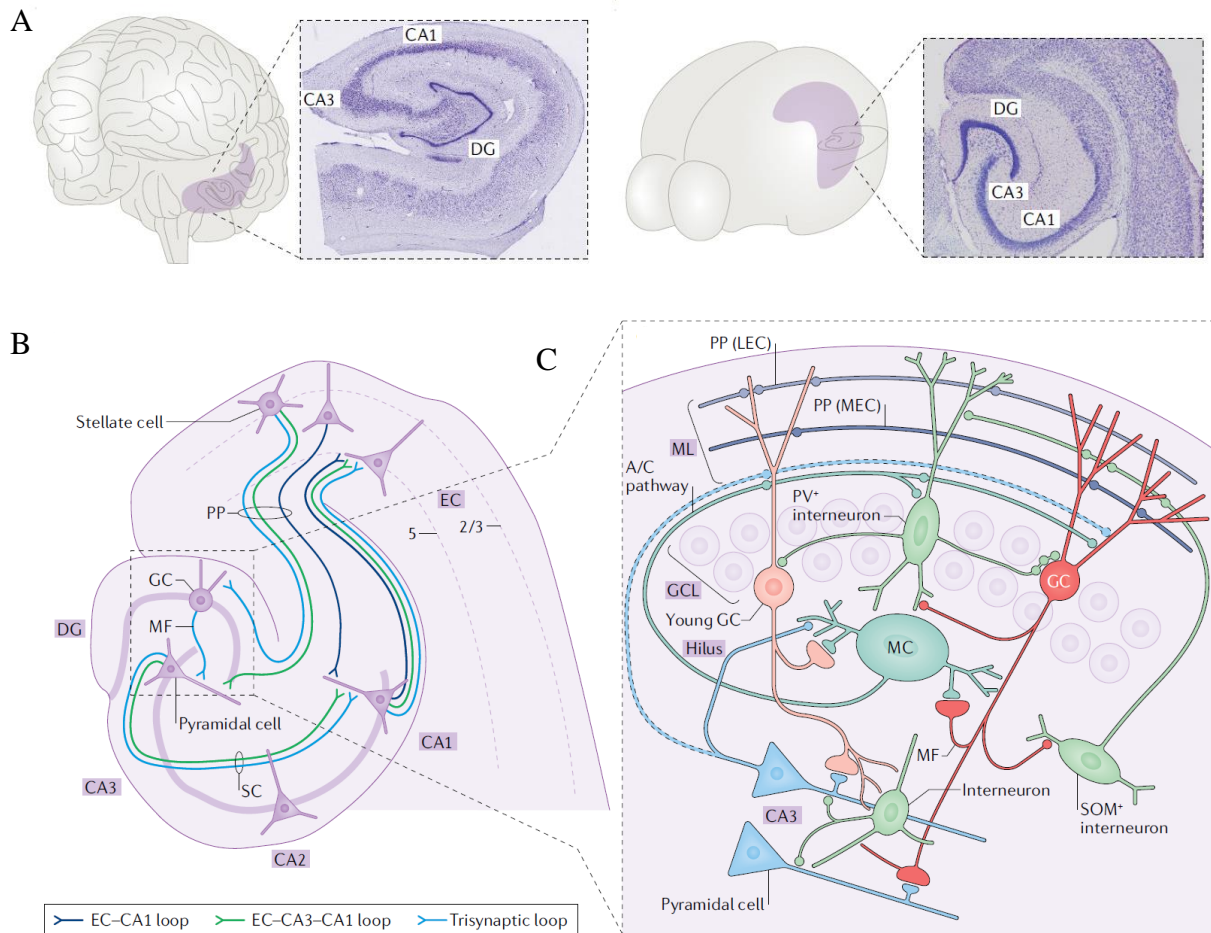 A
CA1
CA3
DG
DG
CA3
CA1
B
Stellate cell
PP
EC
5
2/3
GC
MF
DG
Pyramidal cell
CA1
CA3
SC
CA2
EC–CA1 loop
EC–CA3–CA1 loop
Trisynaptic loop
C
PP (LEC)
PP (MEC)
ML
A/C
pathway
PV⁺
interneuron
GCL
GC
Young GC
Hilus
MC
MF
Interneuron
CA3
SOM⁺
interneuron
Pyramidal cell